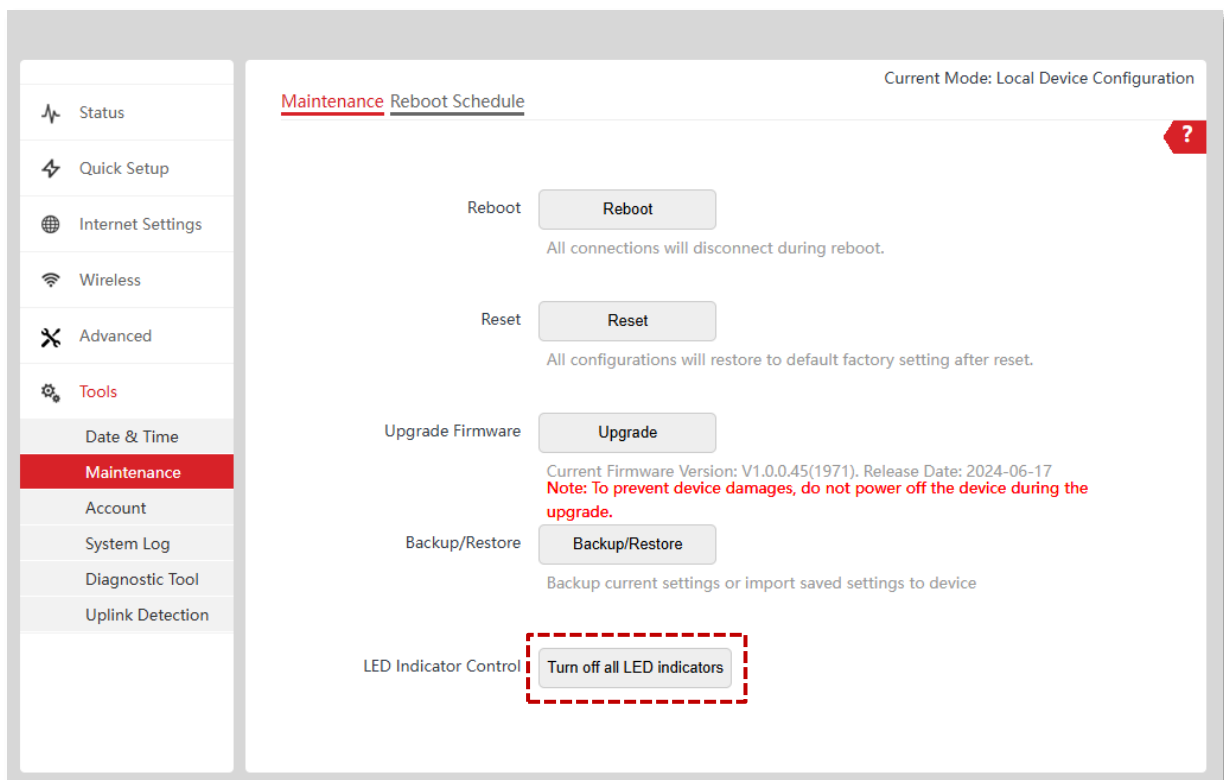 Current Mode: Local Device Configuration
Maintenance Reboot Schedule
?
Status
Quick Setup
Internet Settings
Wireless
Advanced
Tools
Date & Time
Maintenance
Account
System Log
Diagnostic Tool
Uplink Detection
Reboot Reboot
All connections will disconnect during reboot.
Reset Reset
All configurations will restore to default factory setting after reset.
Upgrade Firmware Upgrade
Current Firmware Version: V1.0.0.45(1971). Release Date: 2024-06-17
Note: To prevent device damages, do not power off the device during the
upgrade.
Backup/Restore Backup/Restore
Backup current settings or import saved settings to device
LED Indicator Control Turn off all LED indicators